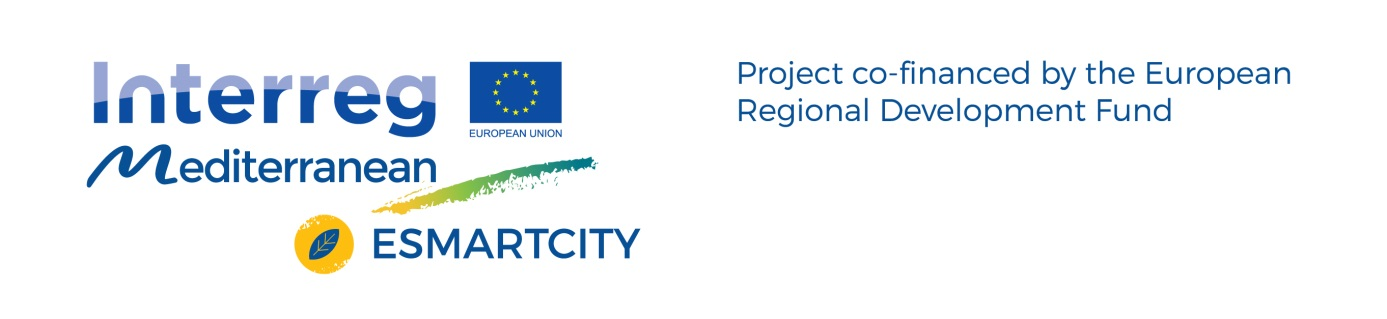 Interreg
EUROPEAN UNION
Mediterranean
ESMARTCITY
Project co-financed by the European
Regional Development Fund